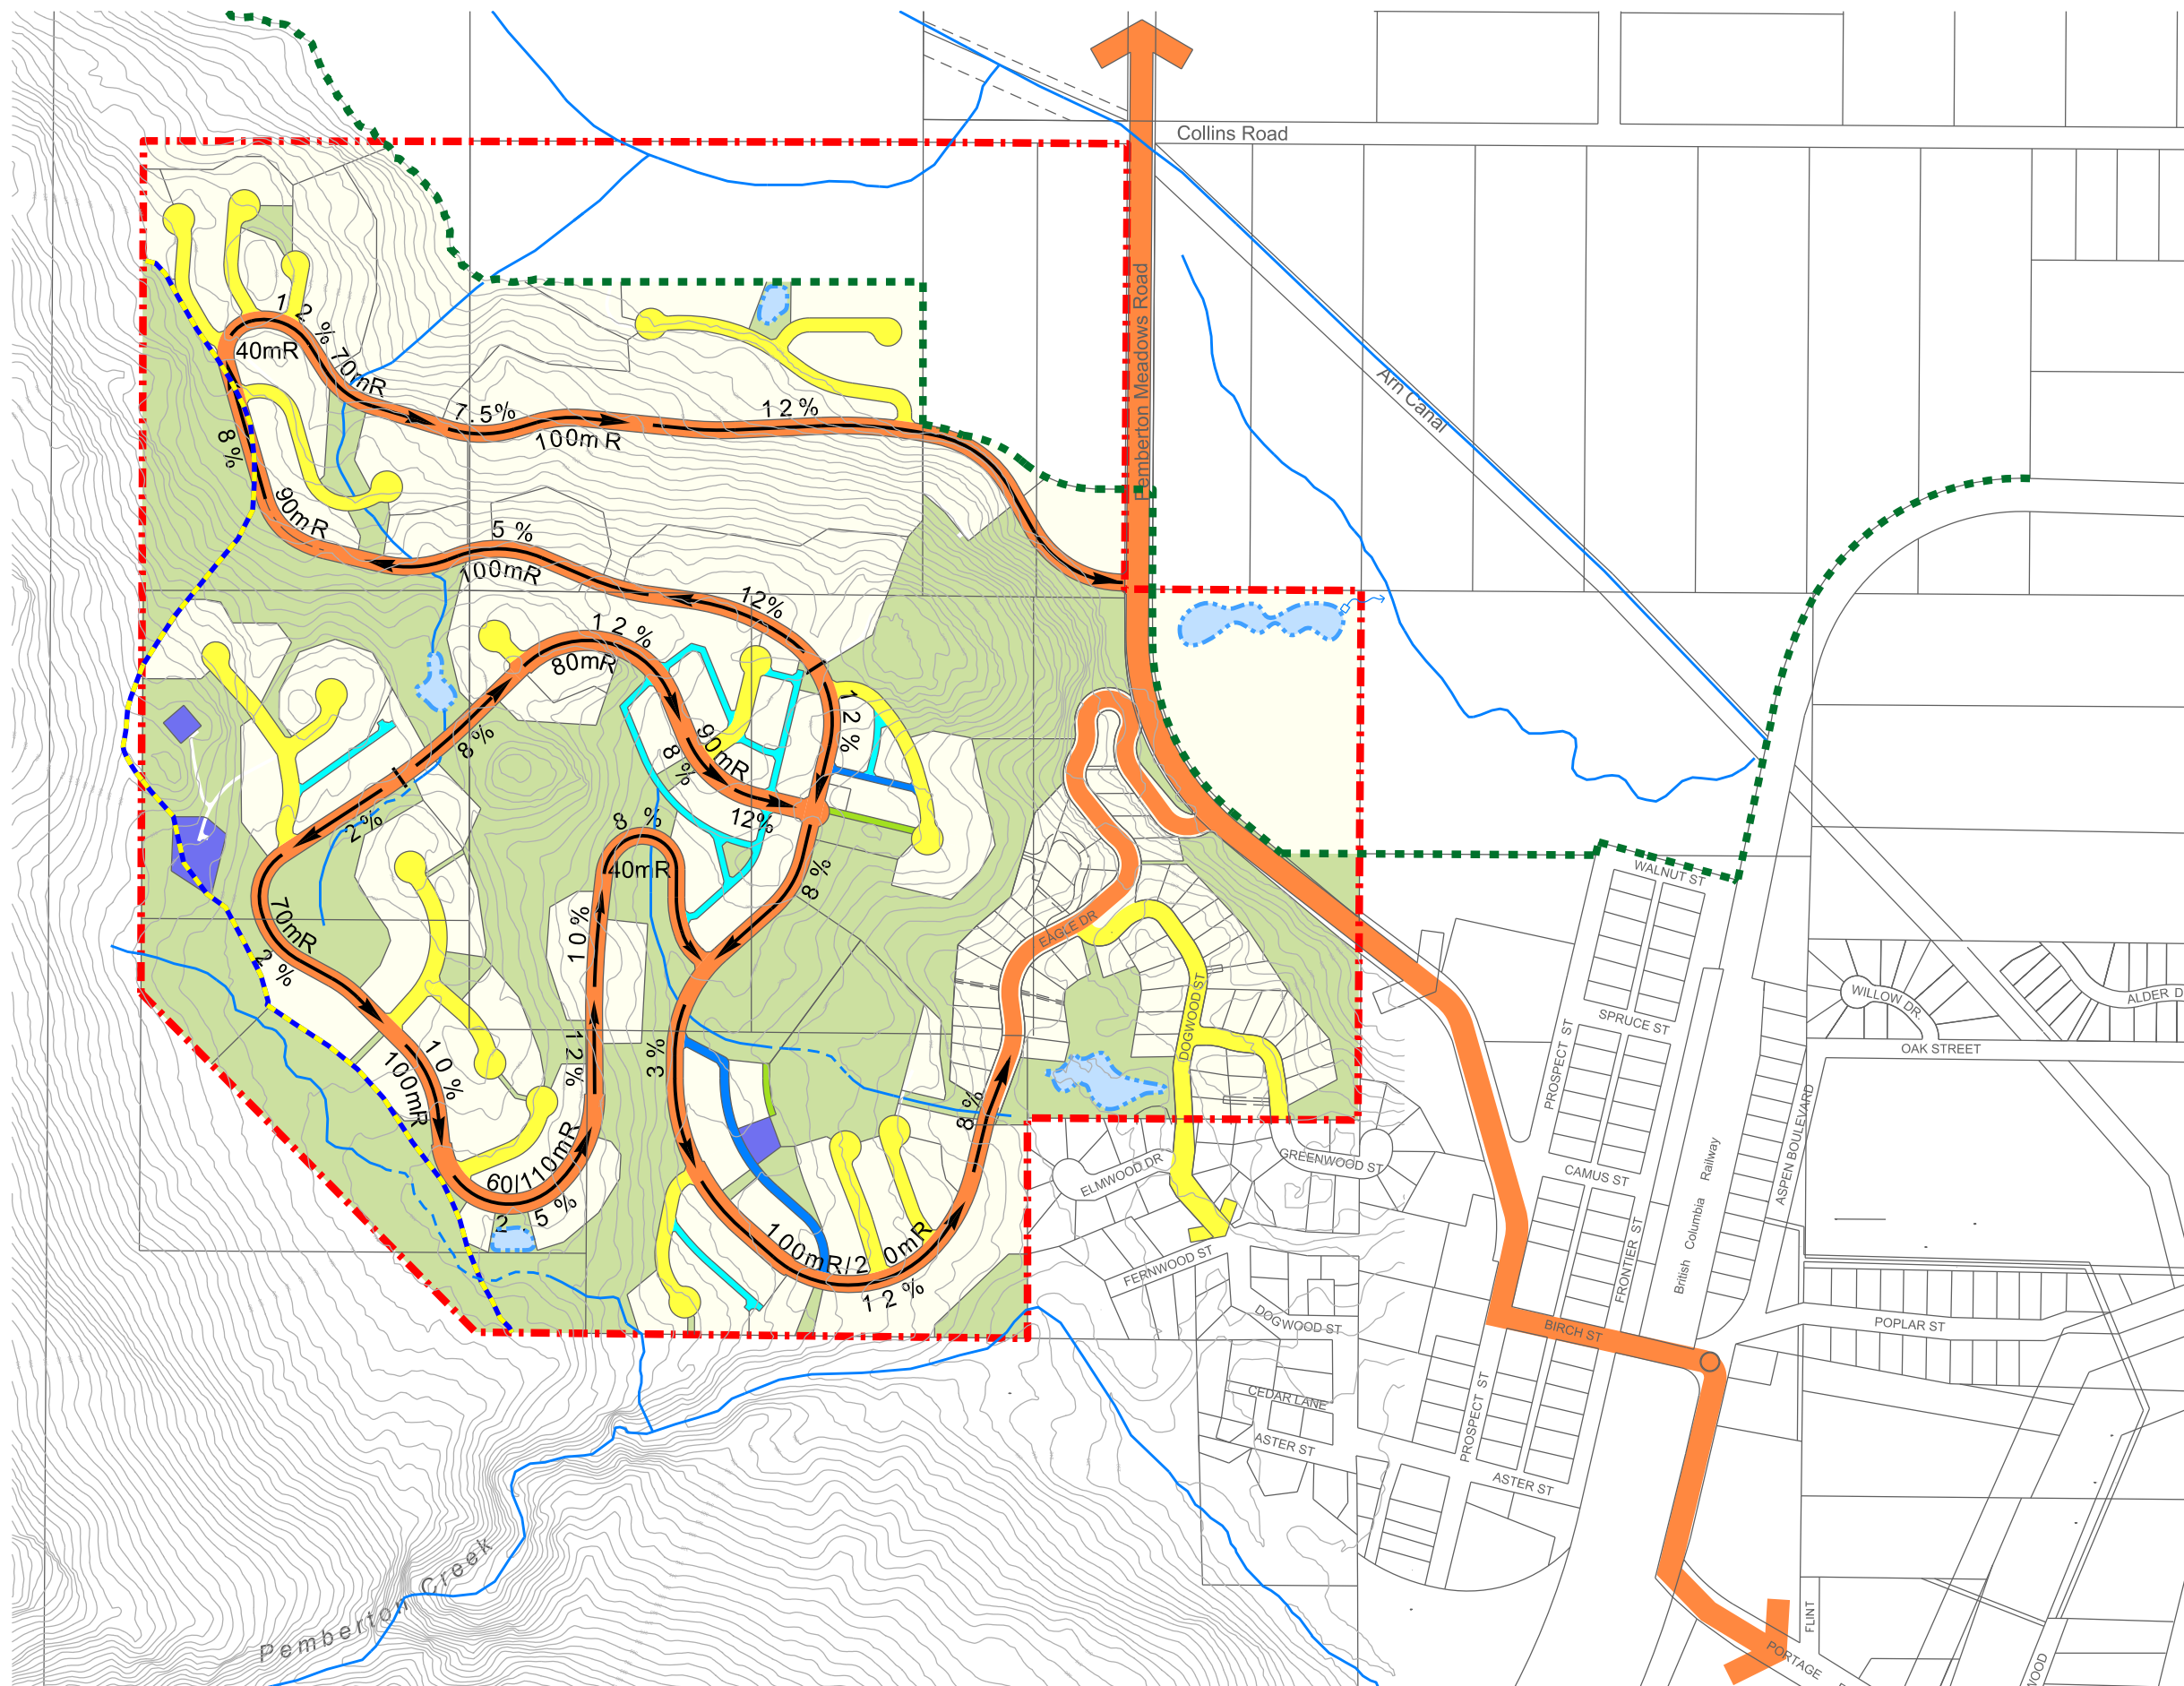 Collins Road
Pemberton Meadows Road
Arn Canal
12%
40mR
70mR
7.5%
12%
100mR
8%
90mR
5%
100mR
12%
12%
80mR
12%
90mR
8%
8%
12%
8%
2%
8%
40mR
70mR
2%
10%
12%
3%
10%
100mR
60/110mR
2.5%
8%
12%
EAGLE DR
DOGWOOD ST
ELMWOOD DR
GREENWOOD ST
FERNWOOD ST
DOGWOOD ST
CEDAR LANE
ASTER ST
ASTER ST
WALNUT ST
SPRUCE ST
PROSPECT ST
CAMUS ST
FRONTIER ST
British Columbia Railway
ASPEN BOULEVARD
BIRCH ST
PROSPECT ST
WILLOW DR.
ALDER D
OAK STREET
POPLAR ST
FLINT
PORTAGE
WOOD
Pemberton Creek